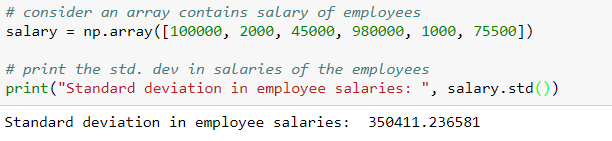 # consider an array contains salary of employees
salary = np.array([100000, 2000, 45000, 980000, 1000, 75500])
# print the std. dev in salaries of the employees
print("Standard deviation in employee salaries: ", salary.std())
Standard deviation in employee salaries:  350411.236581